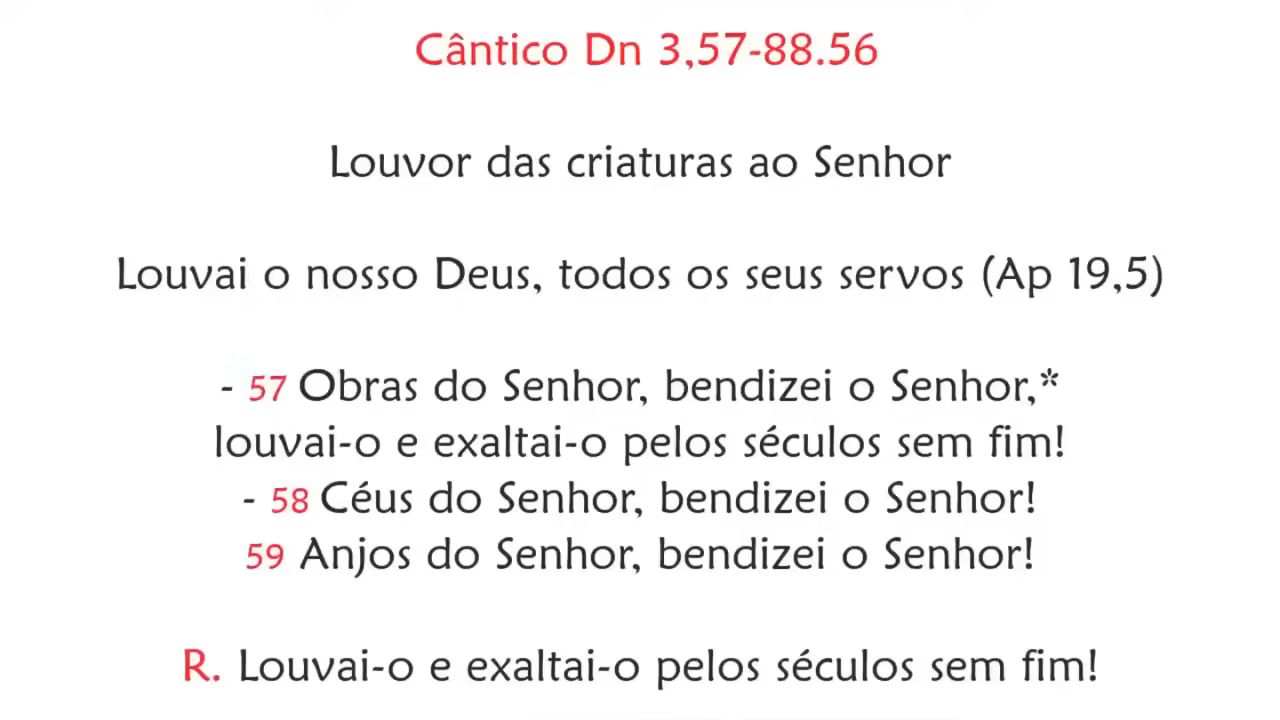 Cântico Dn 3,57-88.56
Louvor das criaturas ao Senhor
Louvai o nosso Deus, todos os seus servos (Ap 19,5)
- 57 Obras do Senhor, bendizei o Senhor,*
louvai-o e exaltai-o pelos séculos sem fim!
- 58 Céus do Senhor, bendizei o Senhor!
59 Anjos do Senhor, bendizei o Senhor!
R. Louvai-o e exaltai-o pelos séculos sem fim!